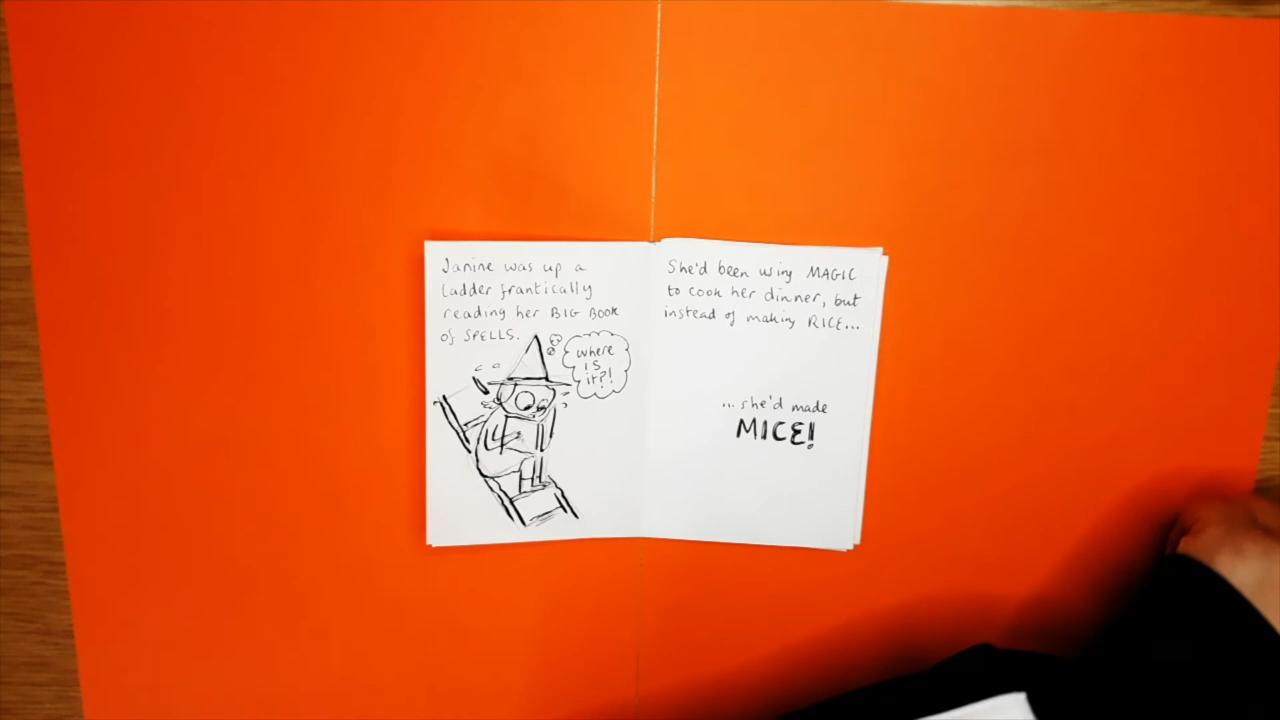 Janine was up a
ladder frantically
reading her BIG BOOK
of SPELLS.
where
is
it?!
She'd been using MAGIC
to cook her dinner, but
instead of making RICE...
... she'd made
MICE!